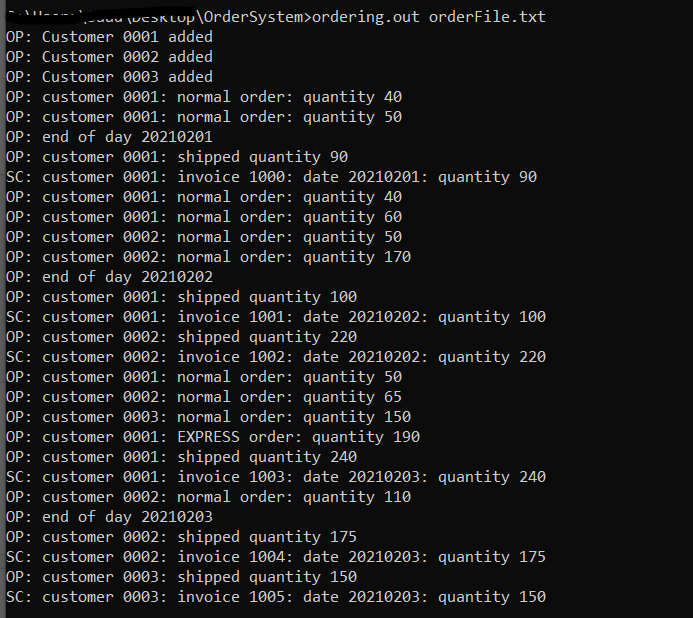 \Desktop\OrderSystem>ordering.out orderFile.txt
OP: Customer 0001 added
OP: Customer 0002 added
OP: Customer 0003 added
OP: customer 0001: normal order: quantity 40
OP: customer 0001: normal order: quantity 50
OP: end of day 20210201
OP: customer 0001: shipped quantity 90
SC: customer 0001: invoice 1000: date 20210201: quantity 90
OP: customer 0001: normal order: quantity 40
OP: customer 0001: normal order: quantity 60
OP: customer 0002: normal order: quantity 50
OP: customer 0002: normal order: quantity 170
OP: end of day 20210202
OP: customer 0001: shipped quantity 100
SC: customer 0001: invoice 1001: date 20210202: quantity 100
OP: customer 0002: shipped quantity 220
SC: customer 0002: invoice 1002: date 20210202: quantity 220
OP: customer 0001: normal order: quantity 50
OP: customer 0002: normal order: quantity 65
OP: customer 0003: normal order: quantity 150
OP: customer 0001: EXPRESS order: quantity 190
OP: customer 0001: shipped quantity 240
SC: customer 0001: invoice 1003: date 20210203: quantity 240
OP: customer 0002: normal order: quantity 110
OP: end of day 20210203
OP: customer 0002: shipped quantity 175
SC: customer 0002: invoice 1004: date 20210203: quantity 175
OP: customer 0003: shipped quantity 150
SC: customer 0003: invoice 1005: date 20210203: quantity 150